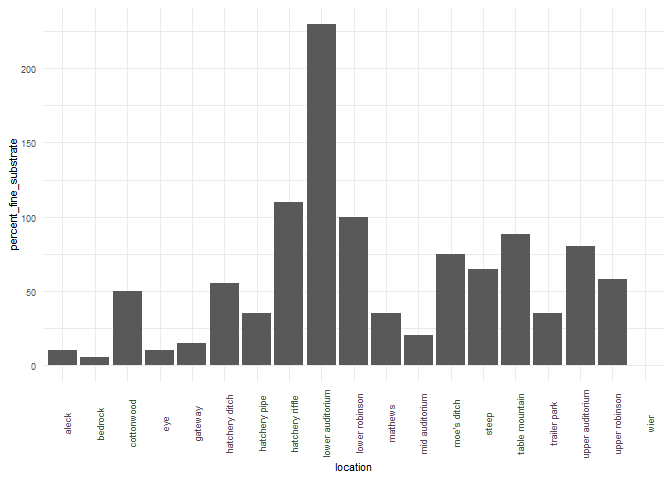 percent_fine_substrate
200
150
100
50
0
aleck
bedrock
cottonwood
eye
gateway
hatchery ditch
hatchery pipe
hatchery riffle
lower auditorium
lower robinson
mathews
mid auditorium
moe's ditch
steep
table mountain
trailer park
upper auditorium
upper robinson
wier
location